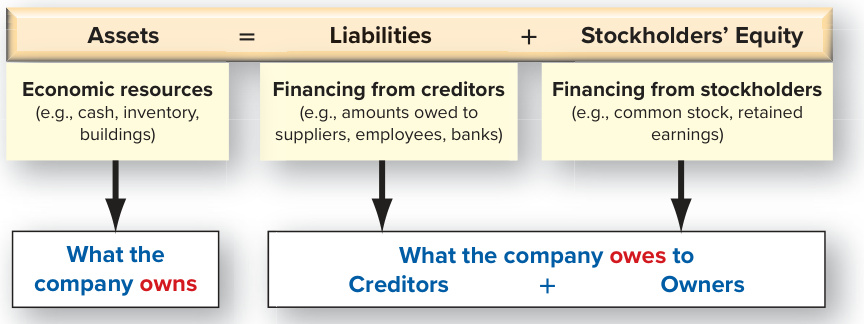 Assets = Liabilities + Stockholders’ Equity
Economic resources
(e.g., cash, inventory,
buildings)
Financing from creditors
(e.g., amounts owed to
suppliers, employees, banks)
Financing from stockholders
(e.g., common stock, retained
earnings)
What the
company owns
What the company owes to
Creditors + Owners